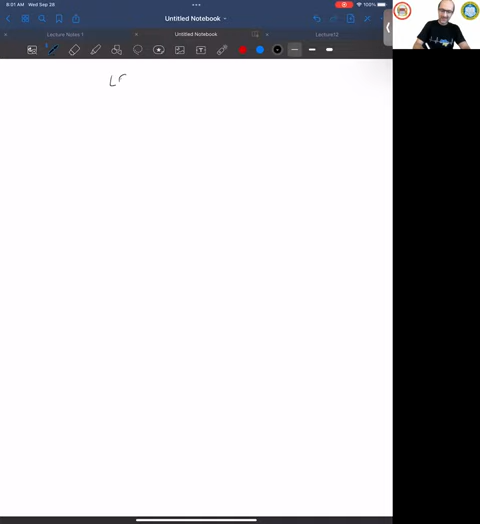 8:01 AM Wed Sep 28
100%
Untitled Notebook
Lecture Notes 1
Untitled Notebook
Lecture12